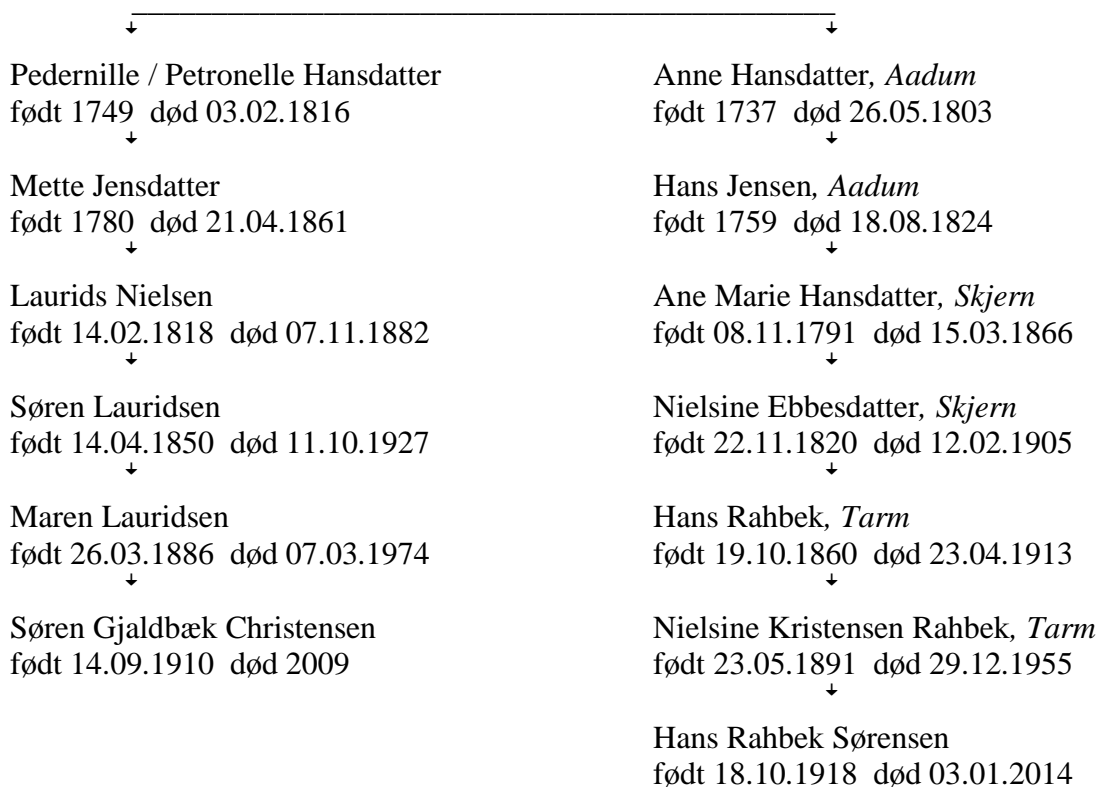 Pedernille / Petronelle Hansdatter
født 1749 død 03.02.1816
Mette Jensdatter
født 1780 død 21.04.1861
Laurids Nielsen
født 14.02.1818 død 07.11.1882
Søren Lauridsen
født 14.04.1850 død 11.10.1927
Maren Lauridsen
født 26.03.1886 død 07.03.1974
Søren Gjaldbæk Christensen
født 14.09.1910 død 2009
Anne Hansdatter, Aadum
født 1737 død 26.05.1803
Hans Jensen, Aadum
født 1759 død 18.08.1824
Ane Marie Hansdatter, Skjern
født 08.11.1791 død 15.03.1866
Nielsine Ebbesdatter, Skjern
født 22.11.1820 død 12.02.1905
Hans Rahbek, Tarm
født 19.10.1860 død 23.04.1913
Nielsine Kristensen Rahbek, Tarm
født 23.05.1891 død 29.12.1955
Hans Rahbek Sørensen
født 18.10.1918 død 03.01.2014